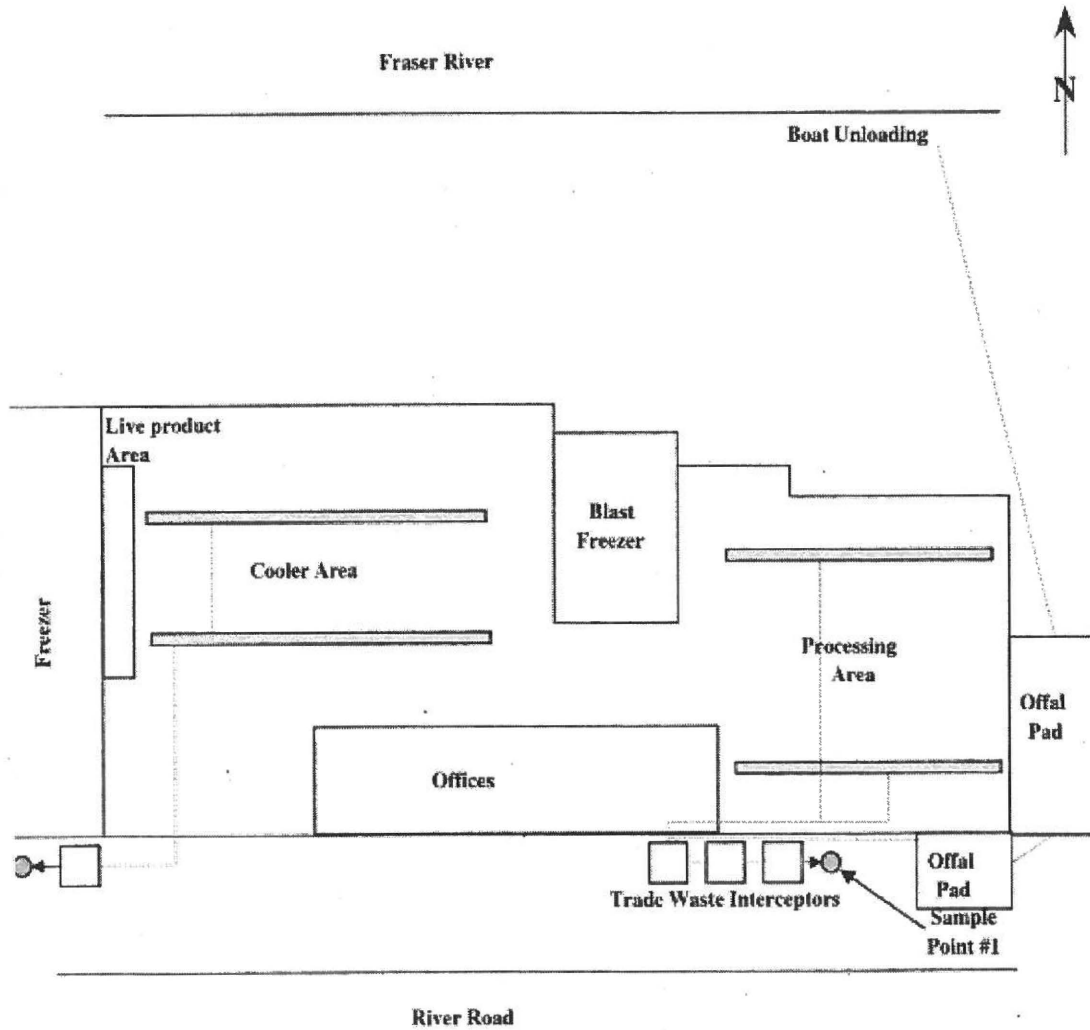 Fraser River
N
Boat Unloading
Live product
Area
Blast
Freezer
Cooler Area
Freezer
Processing
Area
Offal
Pad
Offices
Offal
Pad
Trade Waste Interceptors
Sample
Point #1
River Road